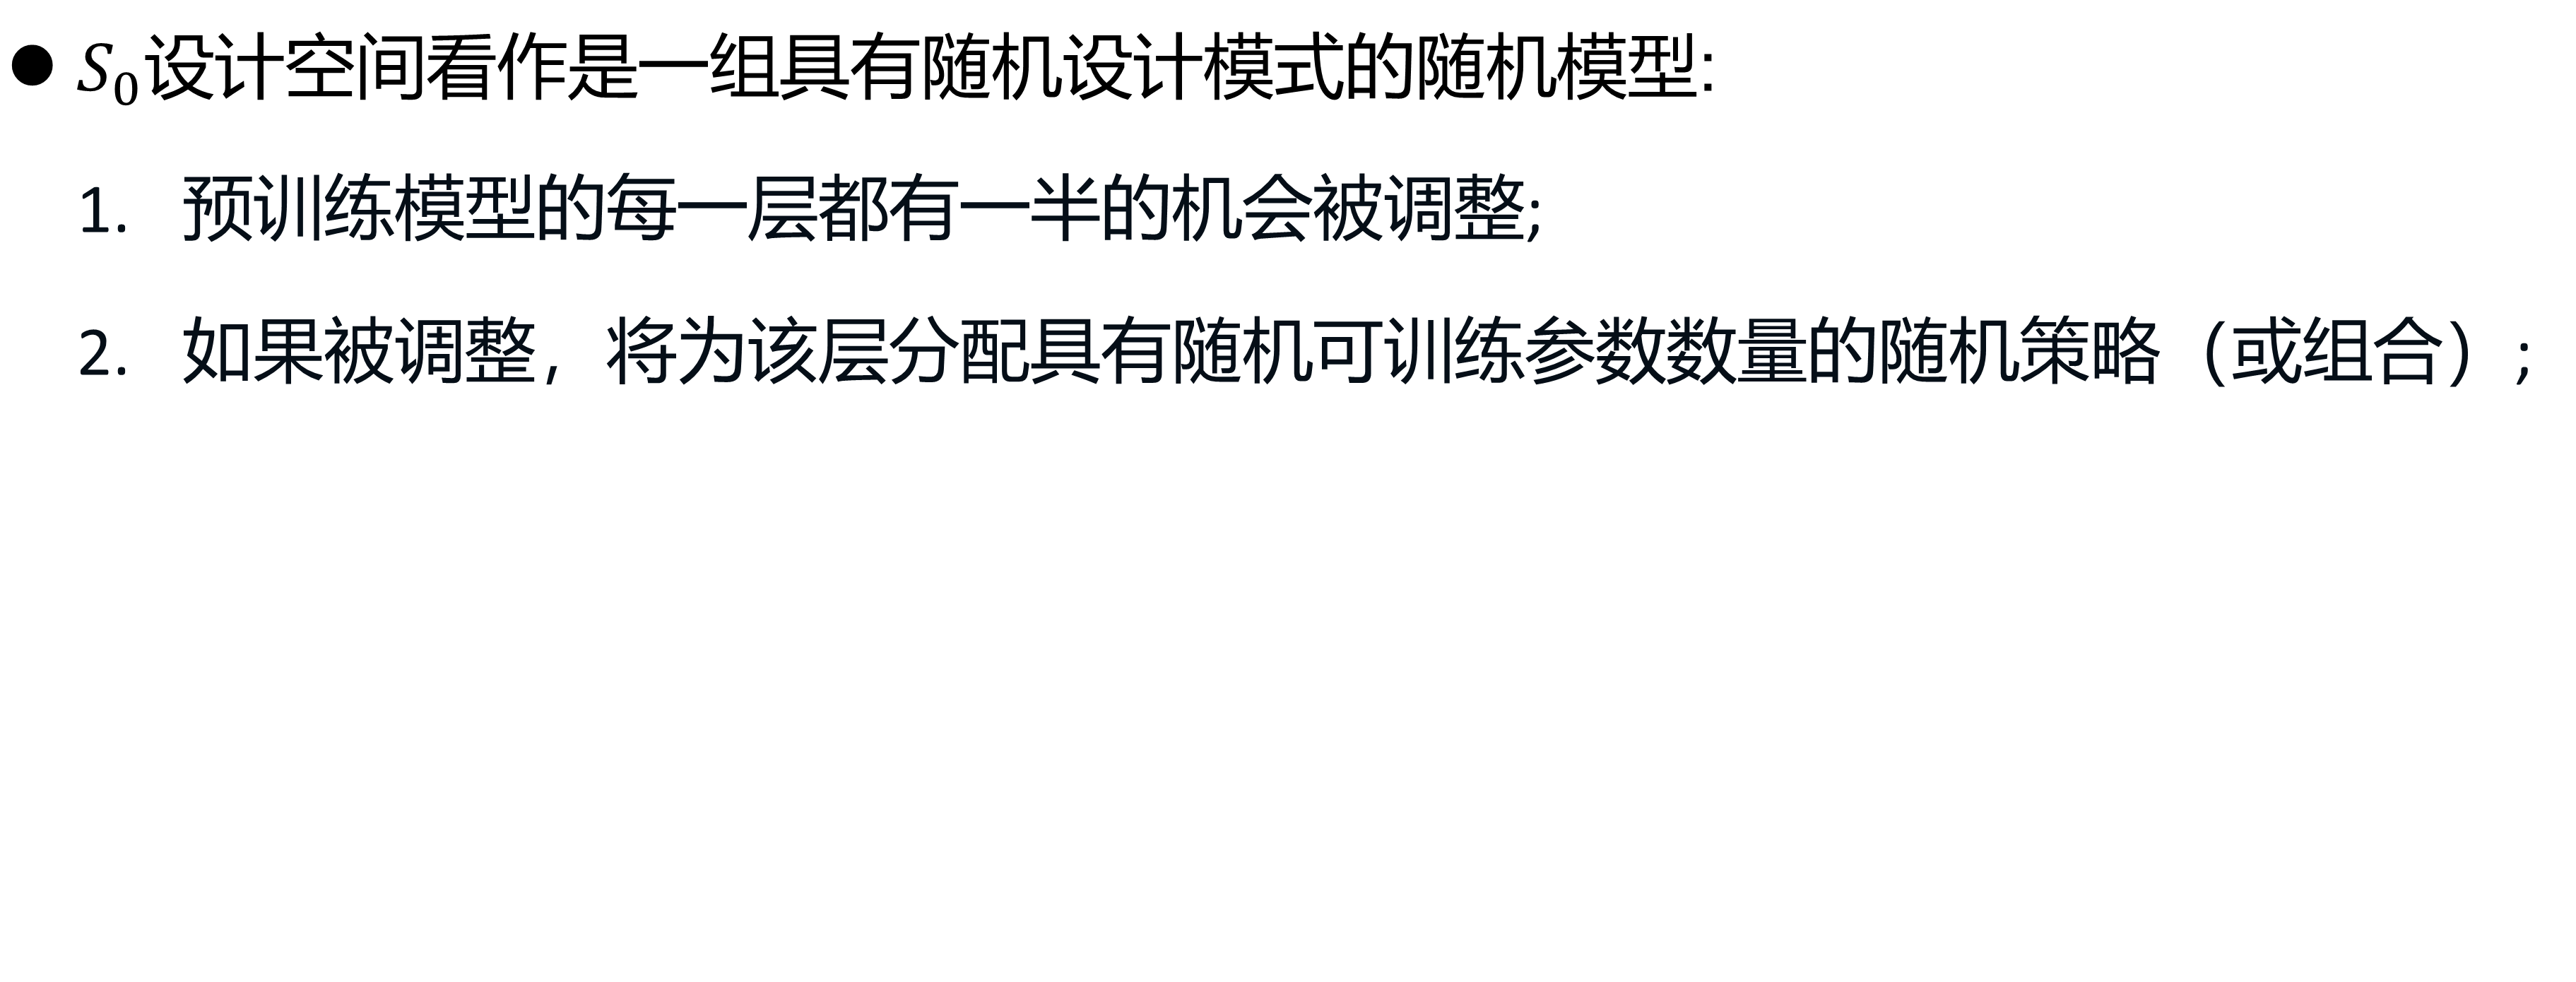 ● S₀设计空间看作是一组具有随机设计模式的随机模型:
1. 预训练模型的每一层都有一半的机会被调整;
2. 如果被调整，将为该层分配具有随机可训练参数数量的随机策略（或组合）;